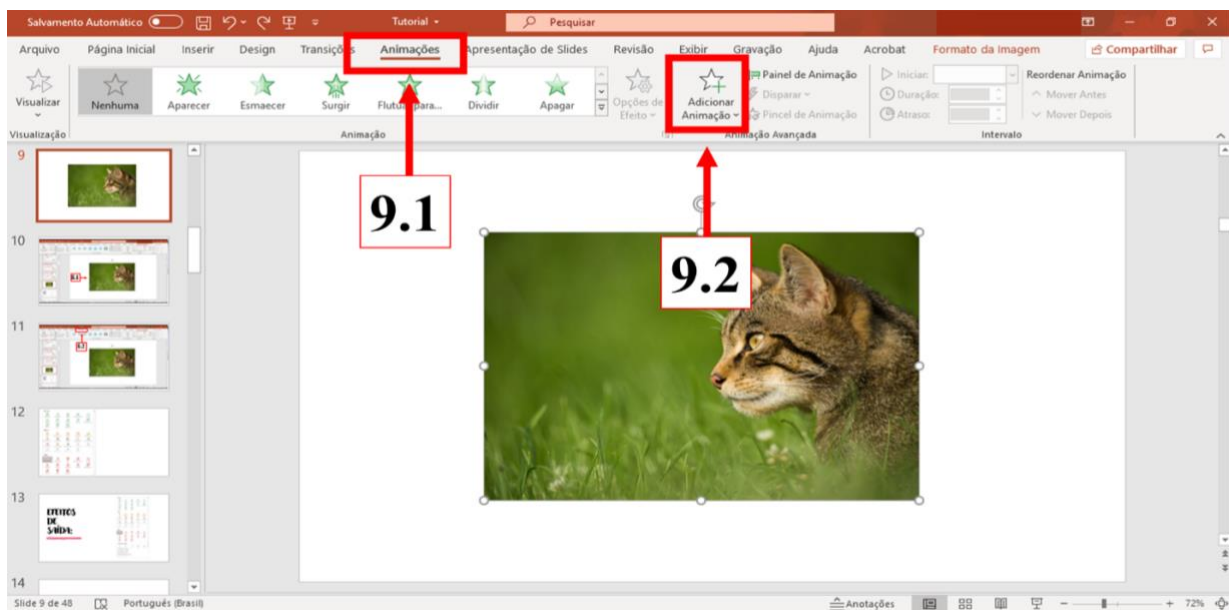 Salvamento Automático
Tutorial
Pesquisar
Arquivo Página Inicial Inserir Design Transições Animações Apresentação de Slides Revisão Exibir Gravação Ajuda Acrobat Formato da Imagem Compartilhar
Visualizar
Nenhuma Aparecer Esmaecer Surgir Flutuar para... Dividir Apagar
Opções de Efeito
Adicionar Animação
Painel de Animação
Disparar
Pincel de Animação
Iniciar:
Duração:
Atraso:
Reordenar Animação
Mover Antes
Mover Depois
Visualização Animação Animação Avançada Intervalo
9
9.1
9.2
10
11
12
13
EFEITOS
DE
SAÍDA:
14
Slide 9 de 48 Português (Brasil) Anotações 72%